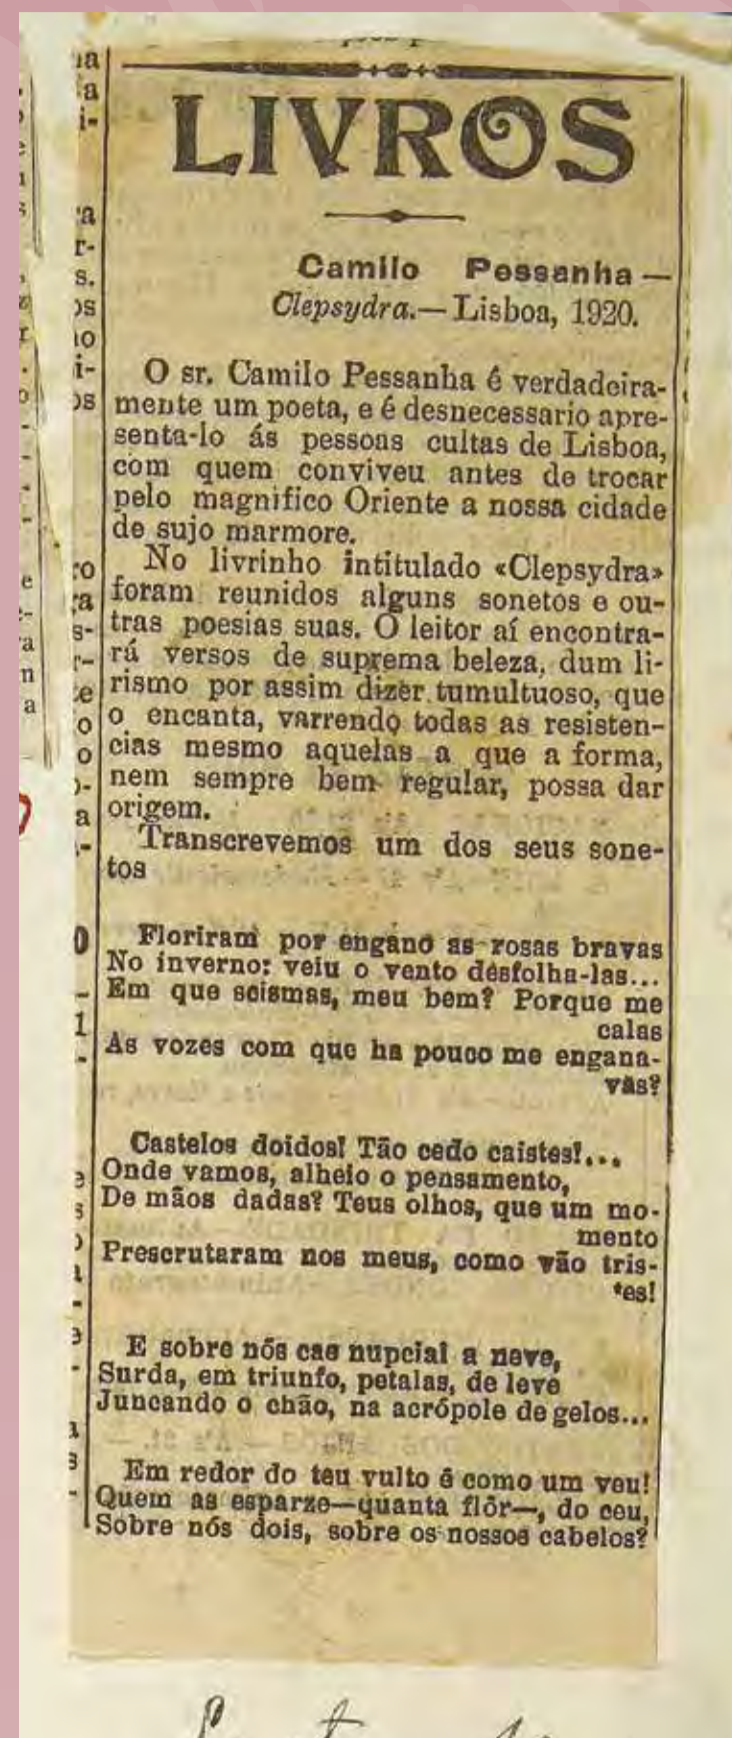 LIVROS
Camilo Pessanha —
Clepsydra.— Lisboa, 1920.
O sr. Camilo Pessanha é verdadeira-
mente um poeta, e é desnecessario apre-
senta-lo ás pessoas cultas de Lisboa,
com quem conviveu antes de trocar
pelo magnifico Oriente a nossa cidade
de sujo marmore.
No livrinho intitulado «Clepsydra»
foram reunidos alguns sonetos e ou-
tras poesias suas. O leitor aí encontra-
rá versos de suprema beleza, dum li-
rismo por assim dizer tumultuoso, que
o encanta, varrendo todas as resisten-
cias mesmo aquelas a que a forma,
nem sempre bem regular, possa dar
origem.
Transcrevemos um dos seus sone-
tos
Floriram por engano as rosas bravas
No inverno: veiu o vento desfolha-las...
Em que scismas, meu bem? Porque me
calas
As vozes com que ha pouco me engana-
vas?
Castelos doidos! Tão cedo caistes!...
Onde vamos, alheio o pensamento,
De mãos dadas? Teus olhos, que um mo-
mento
Prescrutaram nos meus, como vão tris-
tes!
E sobre nós cae nupcial a neve,
Surda, em triunfo, petalas, de leve
Juncando o chão, na acrópole de gelos...
Em redor do teu vulto é como um veu!
Quem as esparze—quanta flôr—, do ceu,
Sobre nós dois, sobre os nossos cabelos?